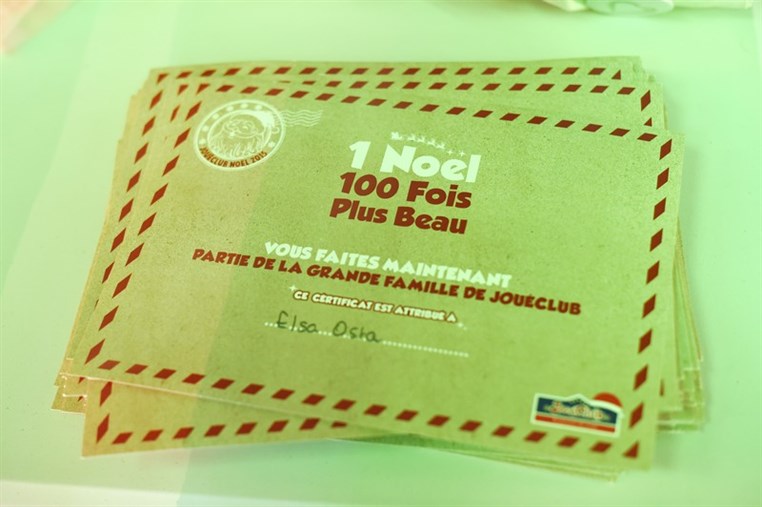 JOUÉCLUB NOËL 2015
1 Noel
100 Fois
Plus Beau
VOUS FAITES MAINTENANT
PARTIE DE LA GRANDE FAMILLE DE JOUÉCLUB
CE CERTIFICAT EST ATTRIBUÉ A
Elsa Osta